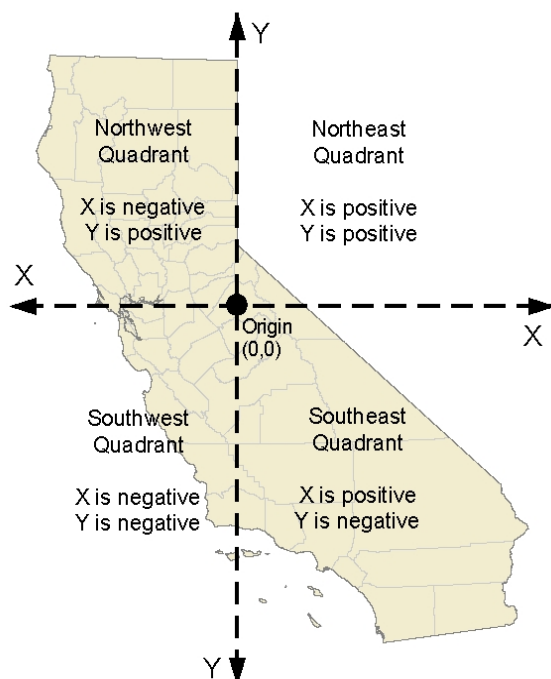 Y
Northwest
Quadrant
X is negative
Y is positive
Northeast
Quadrant
X is positive
Y is positive
X
X
Origin
(0,0)
Southwest
Quadrant
X is negative
Y is negative
Southeast
Quadrant
X is positive
Y is negative
Y